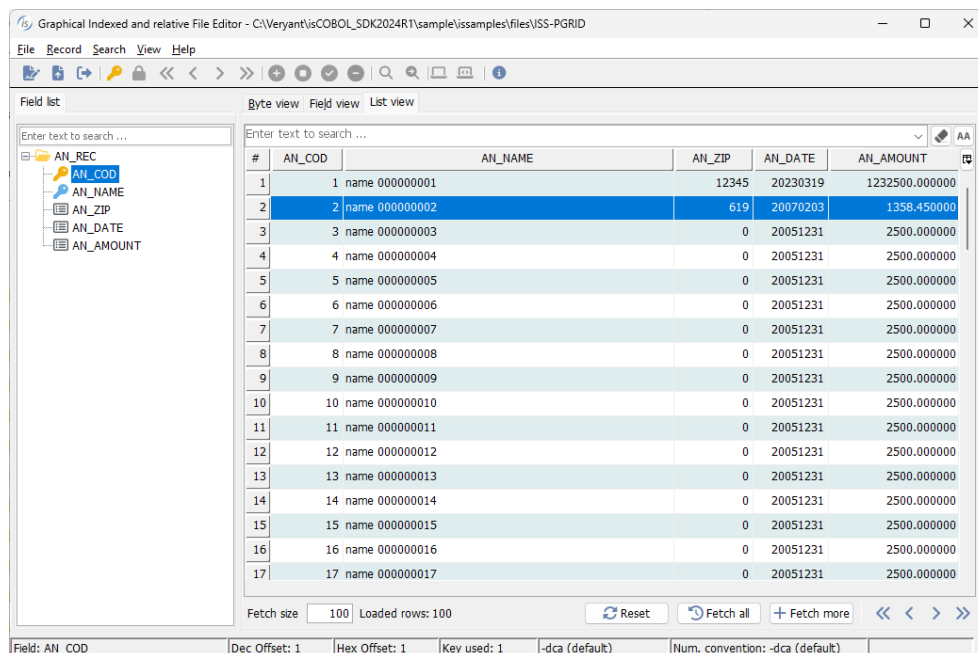 Graphical Indexed and relative File Editor - C:\Veryant\isCOBOL_SDK2024R1\sample\issamples\files\ISS-PGRID
File Record Search View Help
Field list
Byte view Field view List view
Enter text to search ...
Enter text to search ...
AN_REC
AN_COD
AN_NAME
AN_ZIP
AN_DATE
AN_AMOUNT
AA
# AN_COD AN_NAME AN_ZIP AN_DATE AN_AMOUNT
1 1 name 000000001 12345 20230319 1232500.000000
2 2 name 000000002 619 20070203 1358.450000
3 3 name 000000003 0 20051231 2500.000000
4 4 name 000000004 0 20051231 2500.000000
5 5 name 000000005 0 20051231 2500.000000
6 6 name 000000006 0 20051231 2500.000000
7 7 name 000000007 0 20051231 2500.000000
8 8 name 000000008 0 20051231 2500.000000
9 9 name 000000009 0 20051231 2500.000000
10 10 name 000000010 0 20051231 2500.000000
11 11 name 000000011 0 20051231 2500.000000
12 12 name 000000012 0 20051231 2500.000000
13 13 name 000000013 0 20051231 2500.000000
14 14 name 000000014 0 20051231 2500.000000
15 15 name 000000015 0 20051231 2500.000000
16 16 name 000000016 0 20051231 2500.000000
17 17 name 000000017 0 20051231 2500.000000
Fetch size 100 Loaded rows: 100 Reset Fetch all Fetch more
Field: AN_COD Dec Offset: 1 Hex Offset: 1 Key used: 1 -dca (default) Num. convention: -dca (default)